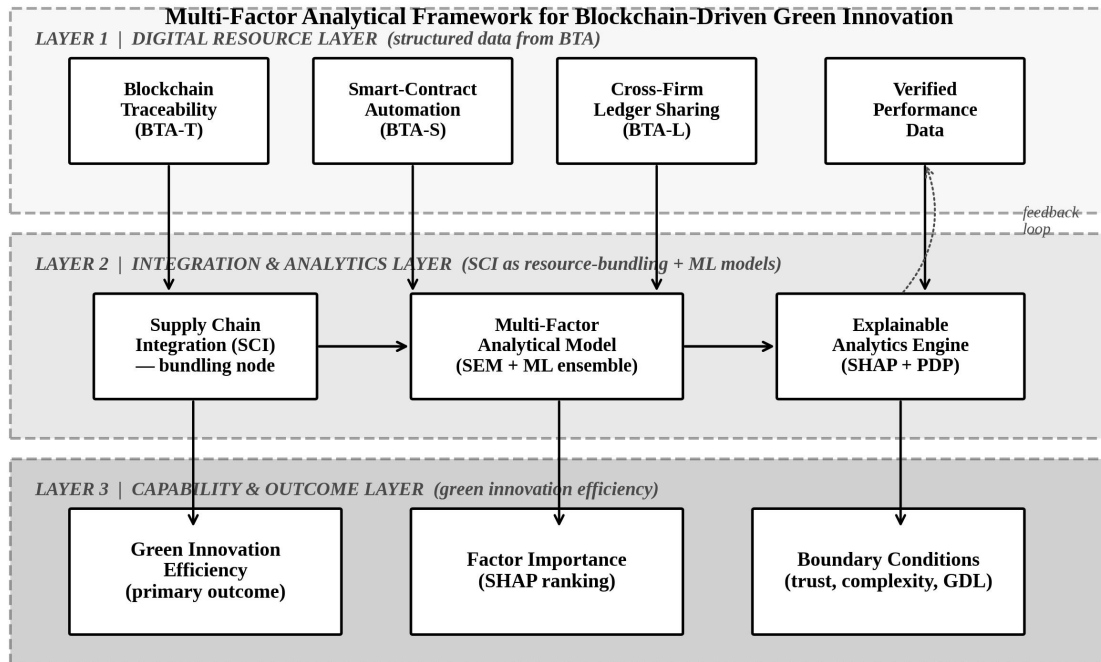 Multi-Factor Analytical Framework for Blockchain-Driven Green Innovation
LAYER 1 | DIGITAL RESOURCE LAYER (structured data from BTA)
Blockchain
Traceability
(BTA-T)
Smart-Contract
Automation
(BTA-S)
Cross-Firm
Ledger Sharing
(BTA-L)
Verified
Performance
Data
feedback
loop
LAYER 2 | INTEGRATION & ANALYTICS LAYER (SCI as resource-bundling + ML models)
Supply Chain
Integration (SCI)
— bundling node
Multi-Factor
Analytical Model
(SEM + ML ensemble)
Explainable
Analytics Engine
(SHAP + PDP)
LAYER 3 | CAPABILITY & OUTCOME LAYER (green innovation efficiency)
Green Innovation
Efficiency
(primary outcome)
Factor Importance
(SHAP ranking)
Boundary Conditions
(trust, complexity, GDL)